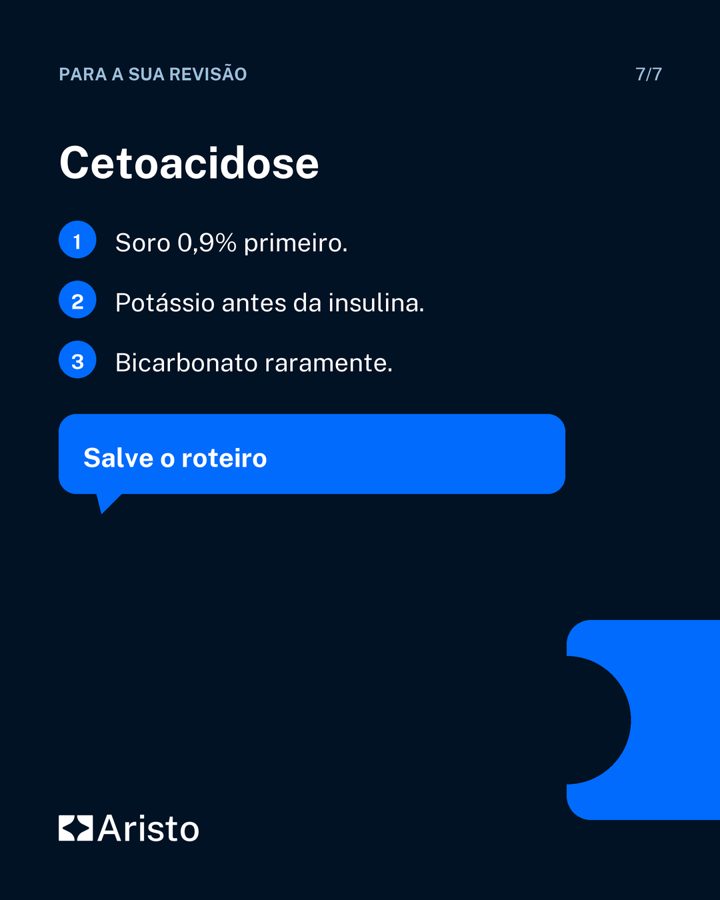 PARA A SUA REVISÃO
7/7
Cetoacidose
1 Soro 0,9% primeiro.
2 Potássio antes da insulina.
3 Bicarbonato raramente.
Salve o roteiro
Aristo